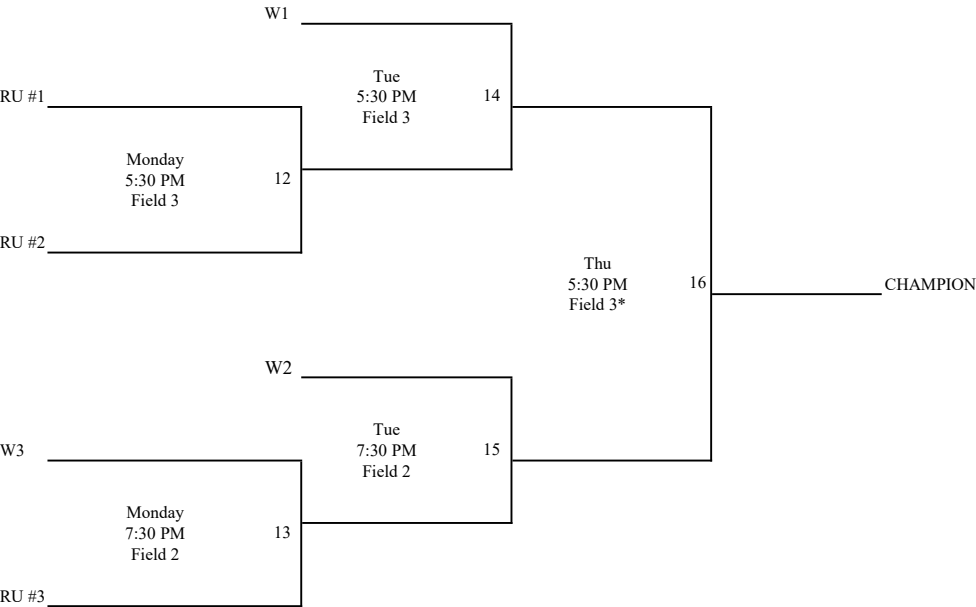 W1
Tue
5:30 PM
Field 3
14
RU #1
Monday
5:30 PM
Field 3
12
RU #2
Thu
5:30 PM
Field 3*
16
CHAMPION
W2
Tue
7:30 PM
Field 2
15
W3
Monday
7:30 PM
Field 2
13
RU #3